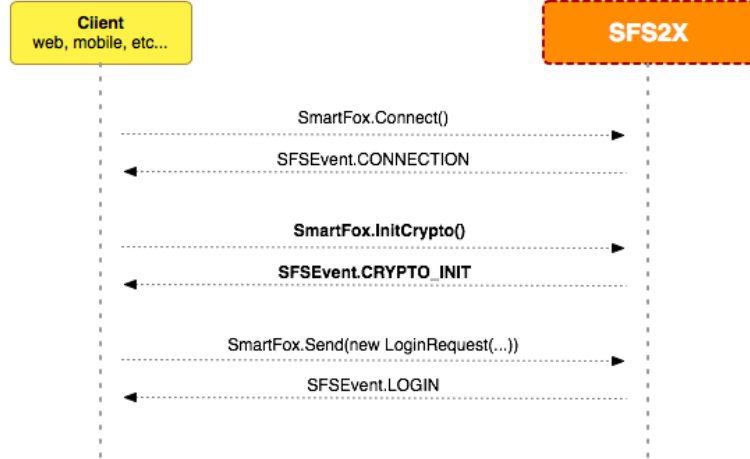 Client
web, mobile, etc...
SFS2X
SmartFox.Connect()
SFSEvent.CONNECTION
SmartFox.InitCrypto()
SFSEvent.CRYPTO_INIT
SmartFox.Send(new LoginRequest(...))
SFSEvent.LOGIN